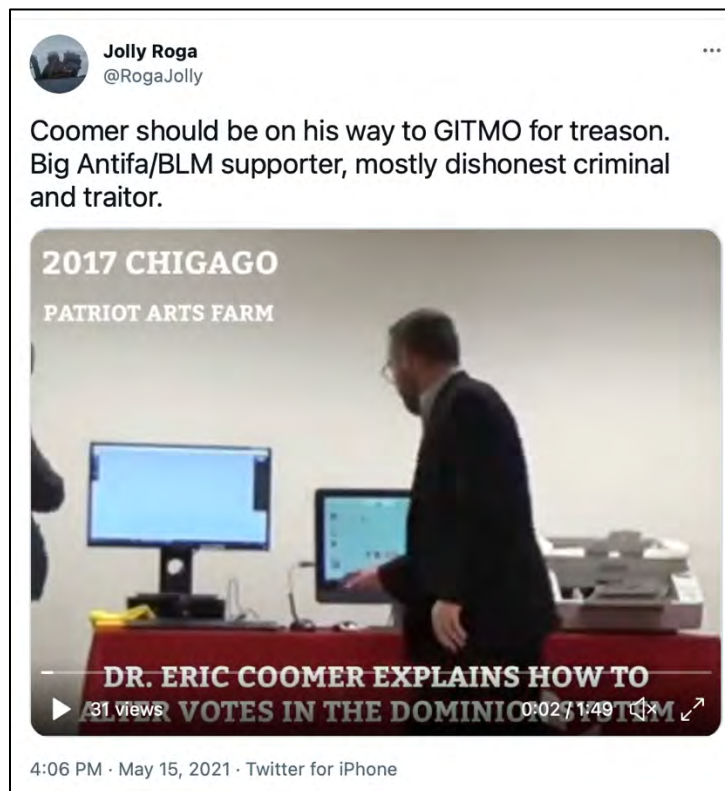 Jolly Roga
@RogaJolly
Coomer should be on his way to GITMO for treason.
Big Antifa/BLM supporter, mostly dishonest criminal
and traitor.
2017 CHIGAGO
PATRIOT ARTS FARM
DR. ERIC COOMER EXPLAINS HOW TO
VOTES IN THE DOMINIO
31 views
0:02 / 1:49
4:06 PM · May 15, 2021 · Twitter for iPhone